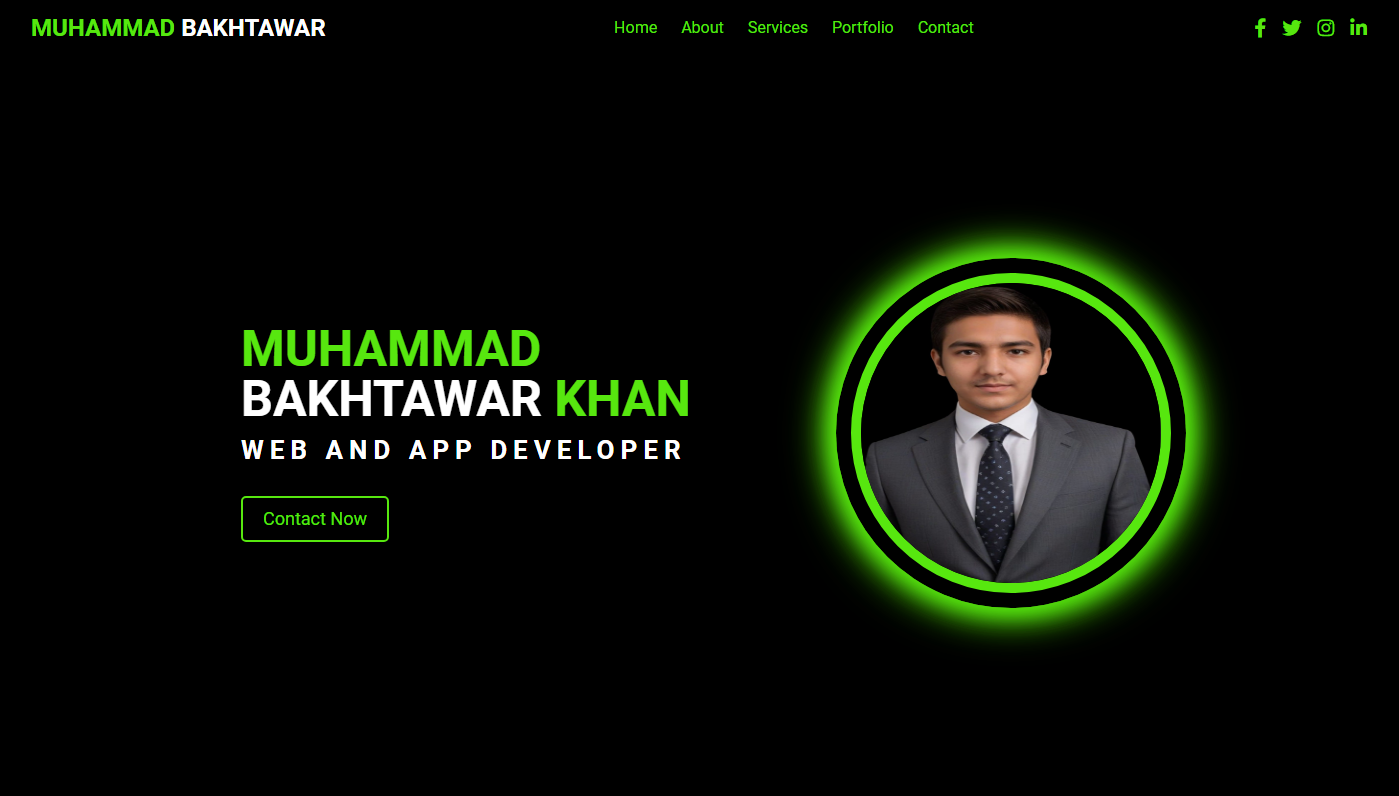 MUHAMMAD BAKHTAWAR
Home About Services Portfolio Contact
MUHAMMAD
BAKHTAWAR KHAN
WEB AND APP DEVELOPER
Contact Now